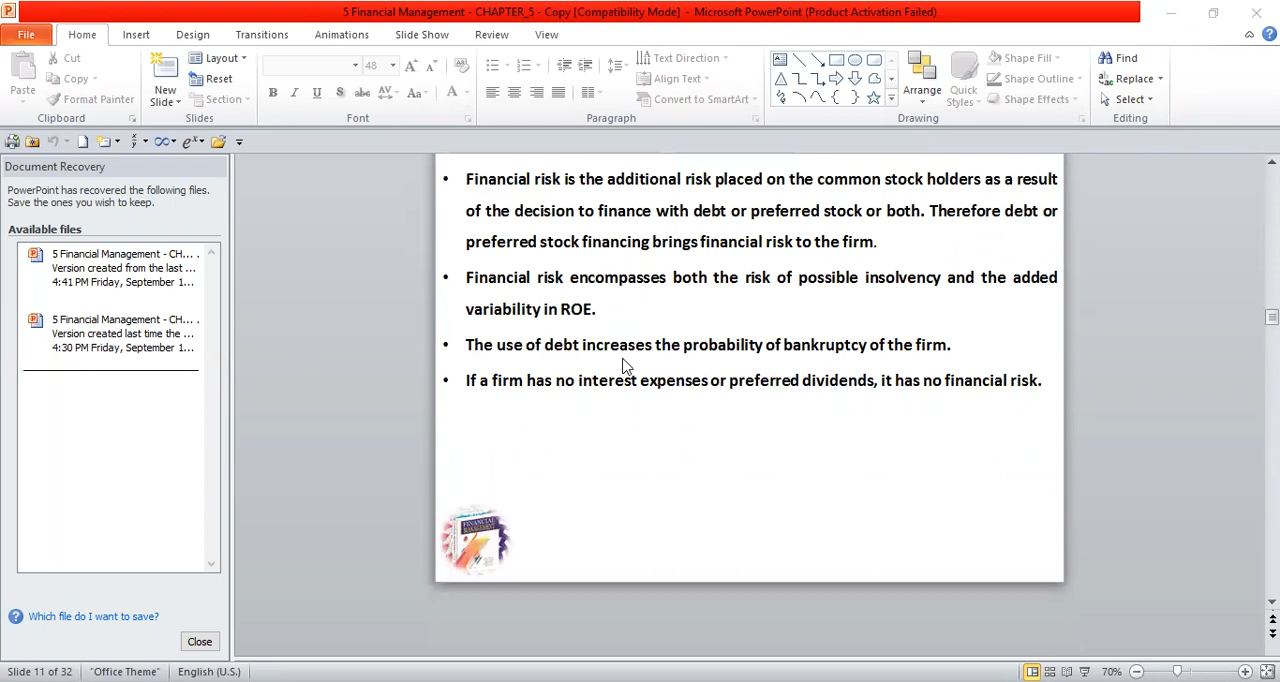 5 Financial Management - CHAPTER_5 - Copy [Compatibility Mode] - Microsoft PowerPoint (Product Activation Failed)
File Home Insert Design Transitions Animations Slide Show Review View
Paste
Cut
Copy
Format Painter
Clipboard
New Slide
Layout
Reset
Section
Slides
48
B I U S abc AV Aa A
Font
Text Direction
Align Text
Convert to SmartArt
Paragraph
Arrange
Quick Styles
Shape Fill
Shape Outline
Shape Effects
Drawing
Find
Replace
Select
Editing
Document Recovery
PowerPoint has recovered the following files.
Save the ones you wish to keep.
Available files
5 Financial Management - CH... .
Version created from the last ...
4:41 PM Friday, September 1...
5 Financial Management - CH... .
Version created last time the ...
4:30 PM Friday, September 1...
Which file do I want to save?
Close
• Financial risk is the additional risk placed on the common stock holders as a result
of the decision to finance with debt or preferred stock or both. Therefore debt or
preferred stock financing brings financial risk to the firm.
• Financial risk encompasses both the risk of possible insolvency and the added
variability in ROE.
• The use of debt increases the probability of bankruptcy of the firm.
• If a firm has no interest expenses or preferred dividends, it has no financial risk.
FINANCIAL
MANAGEMENT
Slide 11 of 32 "Office Theme" English (U.S.) 70%